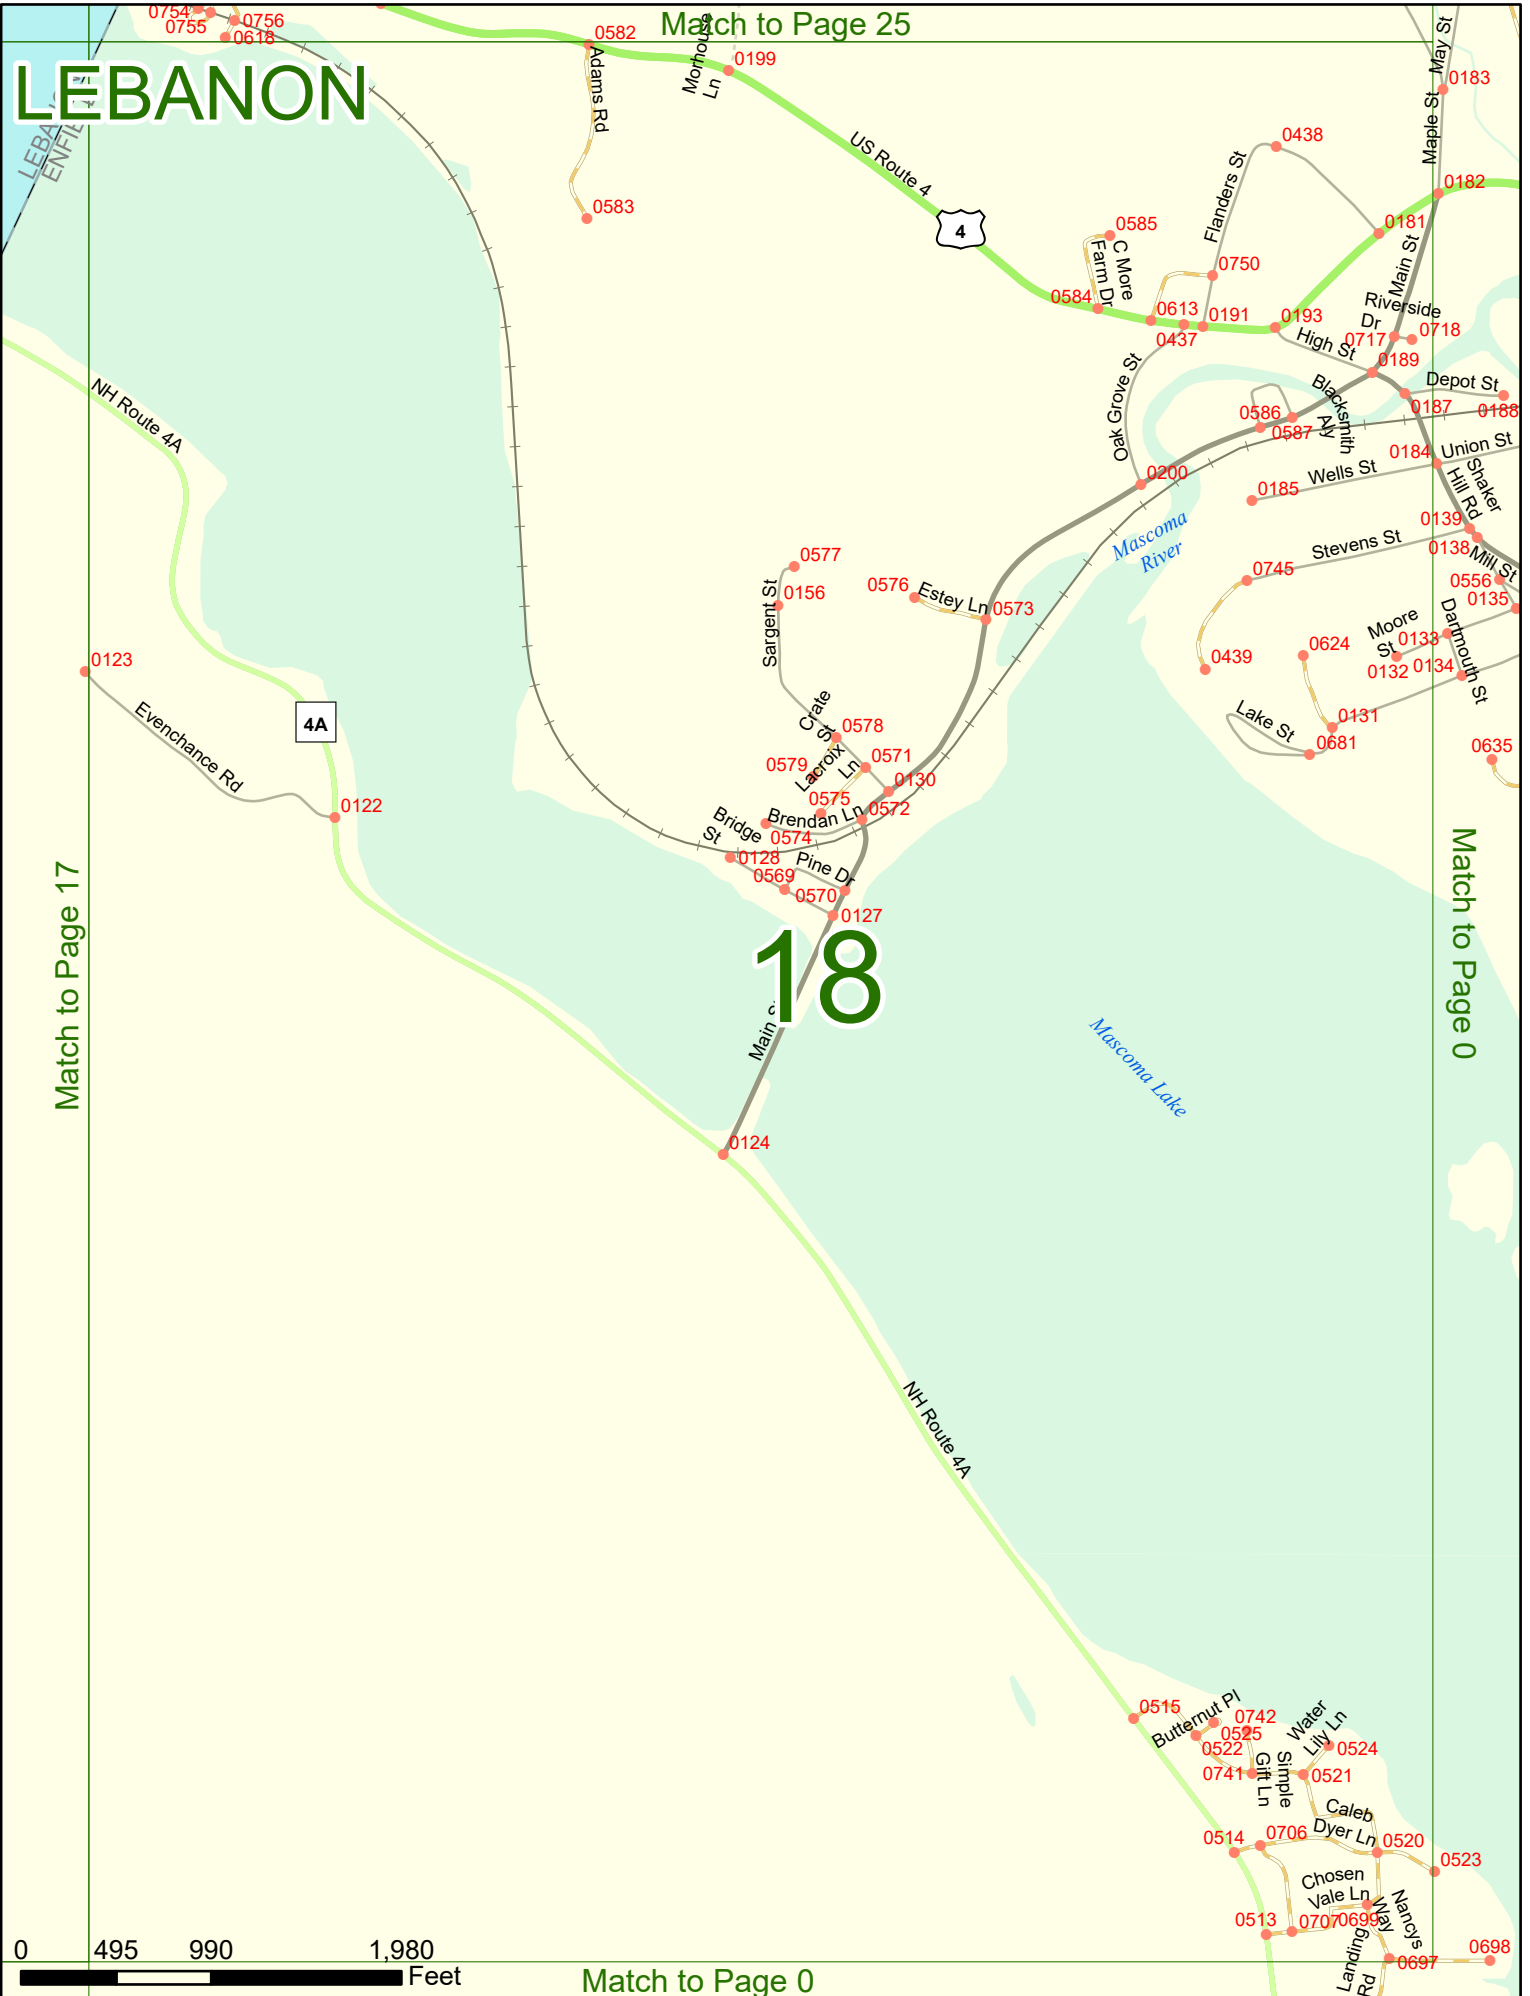 Match to Page 25
0754
0755
0756
0618
LEBANON
ENFI
0582
Adams Rd
0583
Morhouse
Ln
0199
US Route 4
4
May St
0183
Maple St
0182
0438
Flanders St
0181
Main St
0585
C More
Farm Dr
0584
0750
0613
0437
0191
0193
Riverside
Dr
0717
0718
High St
0189
Depot St
0187
0188
Oak Grove St
Blacksmith
Aly
0586
0587
0184
Union St
0200
Wells St
0185
Shaker
Hill Rd
0139
0138
Mascoma
River
Stevens St
0745
Mill St
0556
0135
NH Route 4A
0577
0156
Sargent St
0576
Estey Ln
0573
0439
0624
Moore
St
0133
0132
0134
Dartmouth St
0123
Evenchance Rd
4A
0122
Crate
St
0578
0579
Lacroix
Ln
0571
0130
0575
0572
Brendan Ln
0574
Bridge
St
0128
Pine Dr
0569
0570
0127
Lake St
0131
0681
0635
Match to Page 17
18
Match to Page 0
Main S
0124
Mascoma Lake
NH Route 4A
0515
Butternut Pl
0742
0525
0522
Water
Lily Ln
0524
0741
Simple
Gift Ln
0521
Caleb
Dyer Ln
0514
0706
0520
0523
Chosen
Vale Ln
0513
0707
0699
Nancys
Way
Landing
Rd
0697
0698
0 495 990 1,980
Feet
Match to Page 0